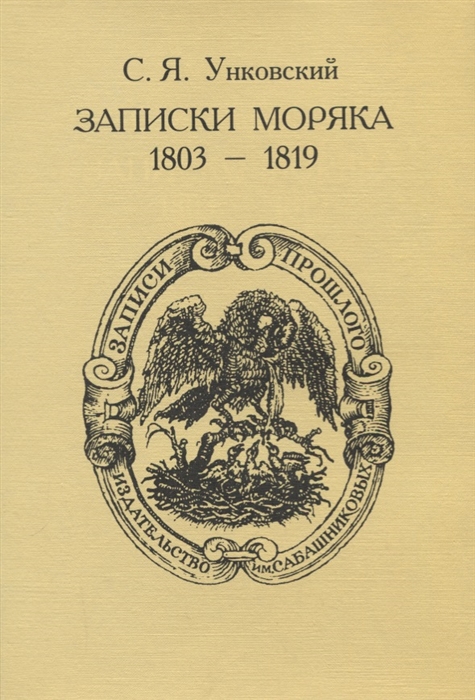 С. Я. Унковский
ЗАПИСКИ МОРЯКА
1803 – 1819
ЗАПИСИ
ПРОШЛОГО
ИЗДАТЕЛЬСТВО
им. САБАШНИКОВЫХ